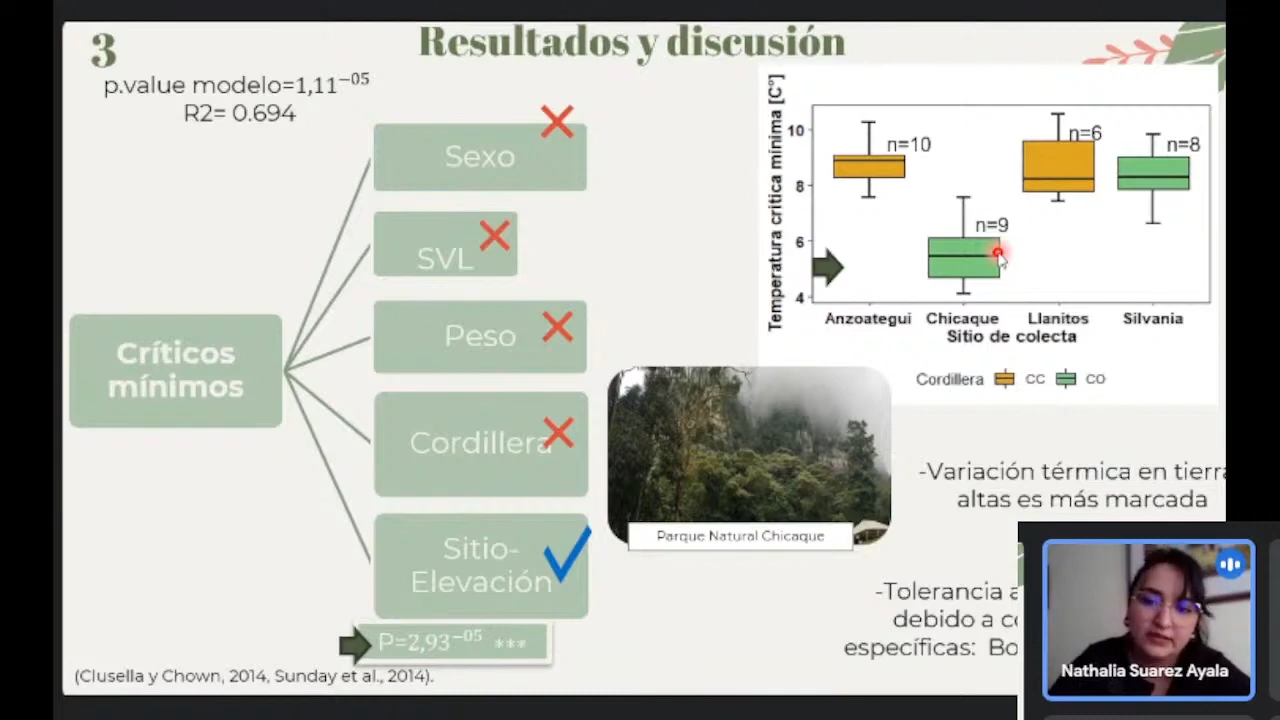 3
Resultados y discusión
p.value modelo=1,11⁻⁰⁵
R2= 0.694
Sexo
SVL
Peso
Críticos
mínimos
Cordillera
Sitio-
Elevación
P=2,93⁻⁰⁵ ***
(Clusella y Chown, 2014, Sunday et al., 2014).
Temperatura crítica mínima [C°]
10
8
6
4
n=10
n=9
n=6
n=8
Anzoategui Chicaque Llanitos Silvania
Sitio de colecta
Cordillera CC CO
Parque Natural Chicaque
-Variación térmica en tierra
altas es más marcada
-Tolerancia a
debido a co
específicas: Bo
Nathalia Suarez Ayala